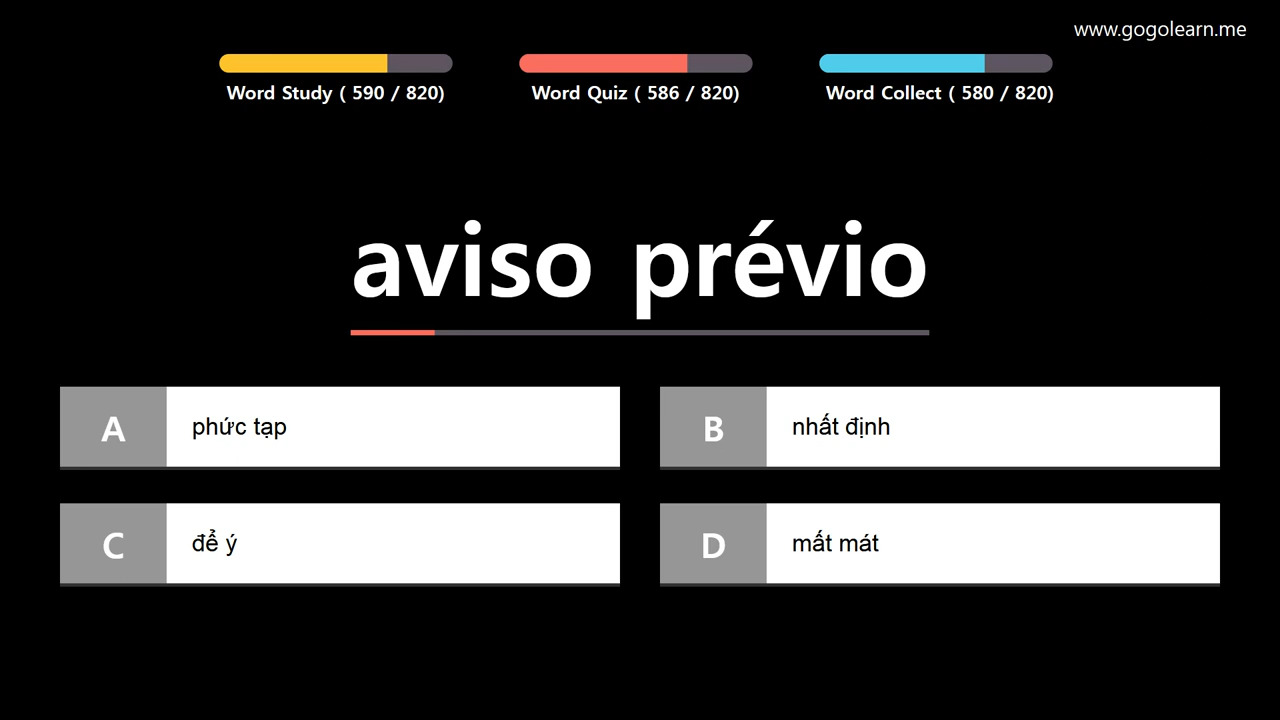 www.gogolearn.me
Word Study ( 590 / 820)
Word Quiz ( 586 / 820)
Word Collect ( 580 / 820)
aviso prévio
A
phức tạp
B
nhất định
C
để ý
D
mất mát